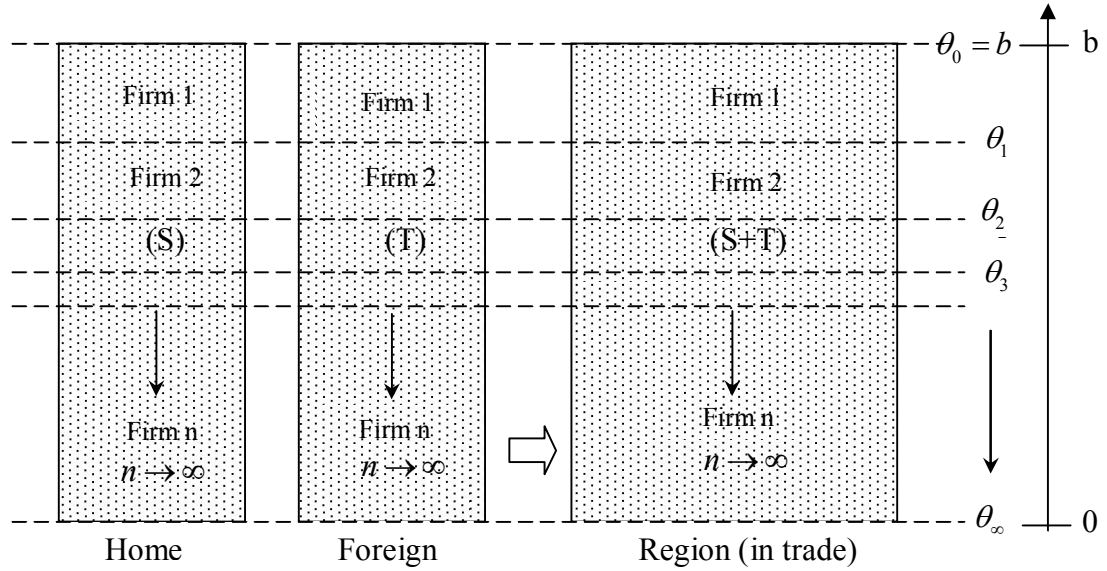 θ₀ = b b
Firm 1 Firm 1 Firm 1
θ₁
Firm 2 Firm 2 Firm 2
θ₂
(S) (T) (S+T)
θ₃
Firm n Firm n Firm n
n → ∞ n → ∞ n → ∞
θ∞ 0
Home Foreign Region (in trade)